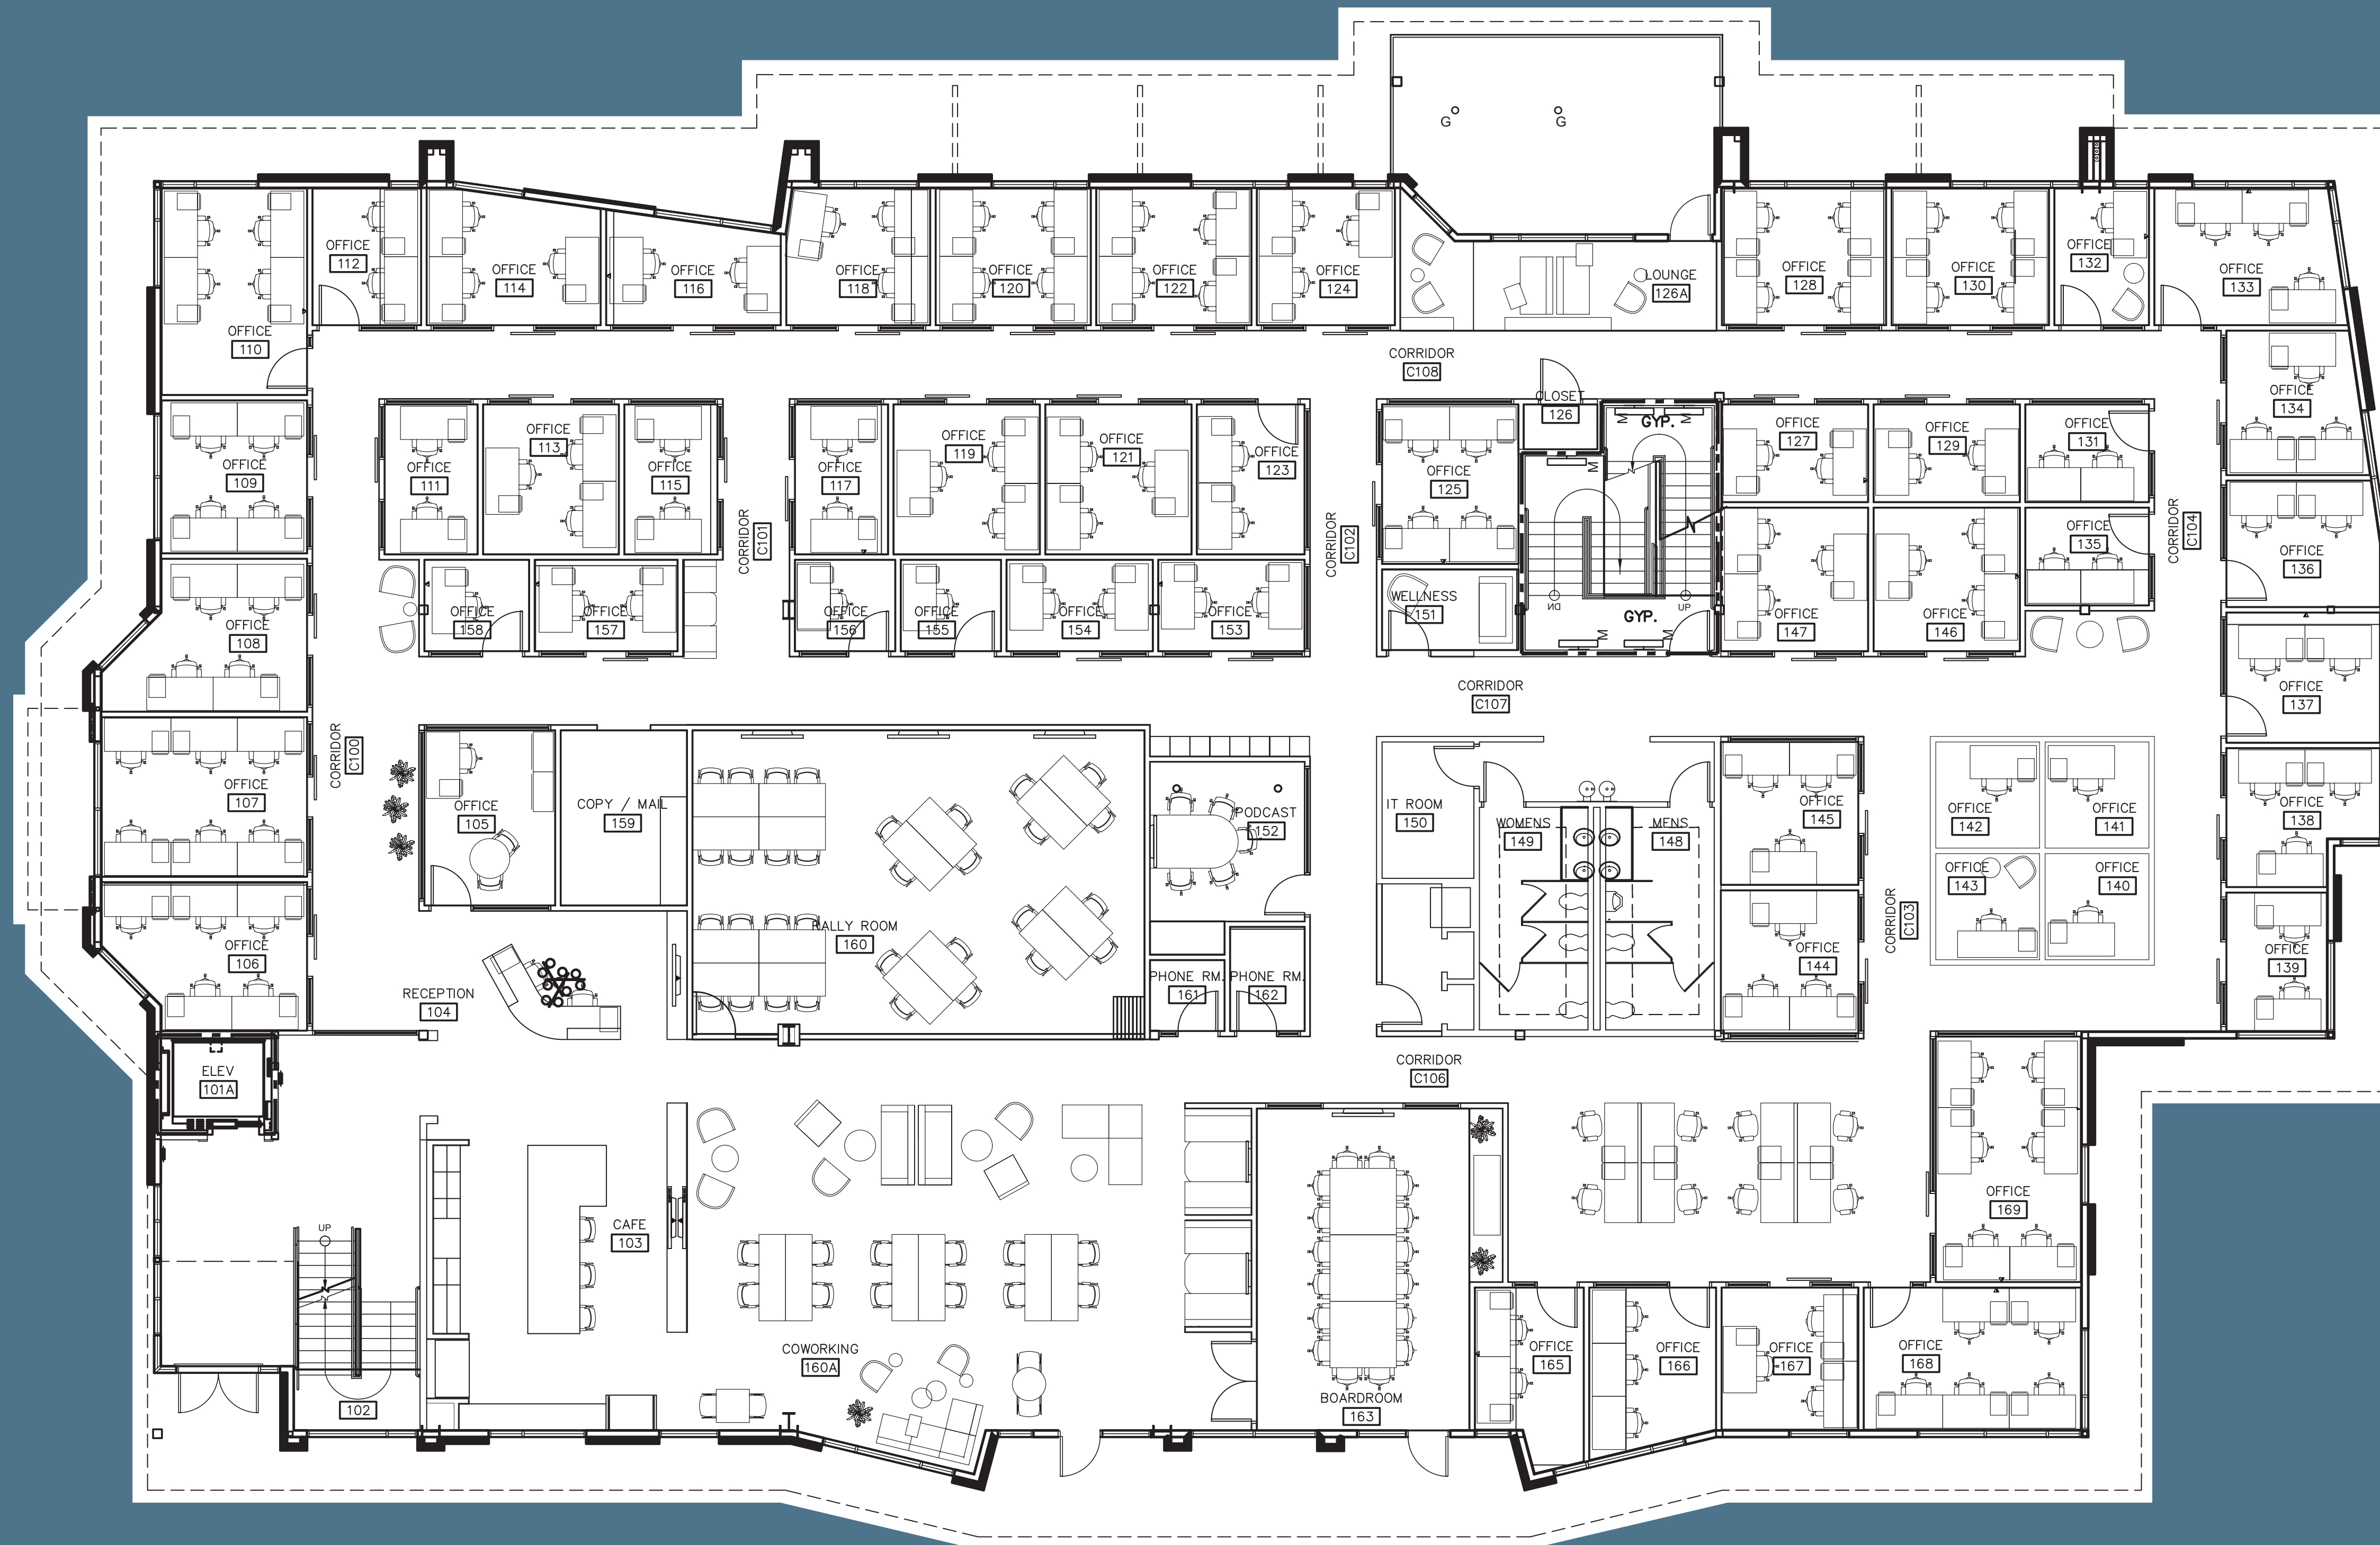 G
G
OFFICE
110
OFFICE
112
OFFICE
114
OFFICE
116
OFFICE
118
OFFICE
120
OFFICE
122
OFFICE
124
LOUNGE
126A
OFFICE
128
OFFICE
130
OFFICE
132
OFFICE
133
CORRIDOR
C108
CLOSET
126
OFFICE
134
OFFICE
109
OFFICE
111
OFFICE
113
OFFICE
115
CORRIDOR
C101
OFFICE
117
OFFICE
119
OFFICE
121
OFFICE
123
CORRIDOR
C102
OFFICE
125
M
GYP.
M
M
OFFICE
127
OFFICE
129
OFFICE
131
CORRIDOR
C104
OFFICE
135
OFFICE
136
OFFICE
108
OFFICE
158
OFFICE
157
OFFICE
156
OFFICE
155
OFFICE
154
OFFICE
153
WELLNESS
151
DN
UP
GYP.
M
M
OFFICE
147
OFFICE
146
OFFICE
137
CORRIDOR
C107
CORRIDOR
C100
OFFICE
107
OFFICE
105
COPY / MAIL
159
PODCAST
152
IT ROOM
150
WOMENS
149
MENS
148
OFFICE
145
OFFICE
142
OFFICE
141
OFFICE
138
OFFICE
143
OFFICE
140
OFFICE
106
RECEPTION
104
RALLY ROOM
160
PHONE RM.
161
PHONE RM.
162
OFFICE
144
CORRIDOR
C103
OFFICE
139
ELEV
101A
CORRIDOR
C106
UP
CAFE
103
OFFICE
169
COWORKING
160A
102
BOARDROOM
163
OFFICE
165
OFFICE
166
OFFICE
167
OFFICE
168